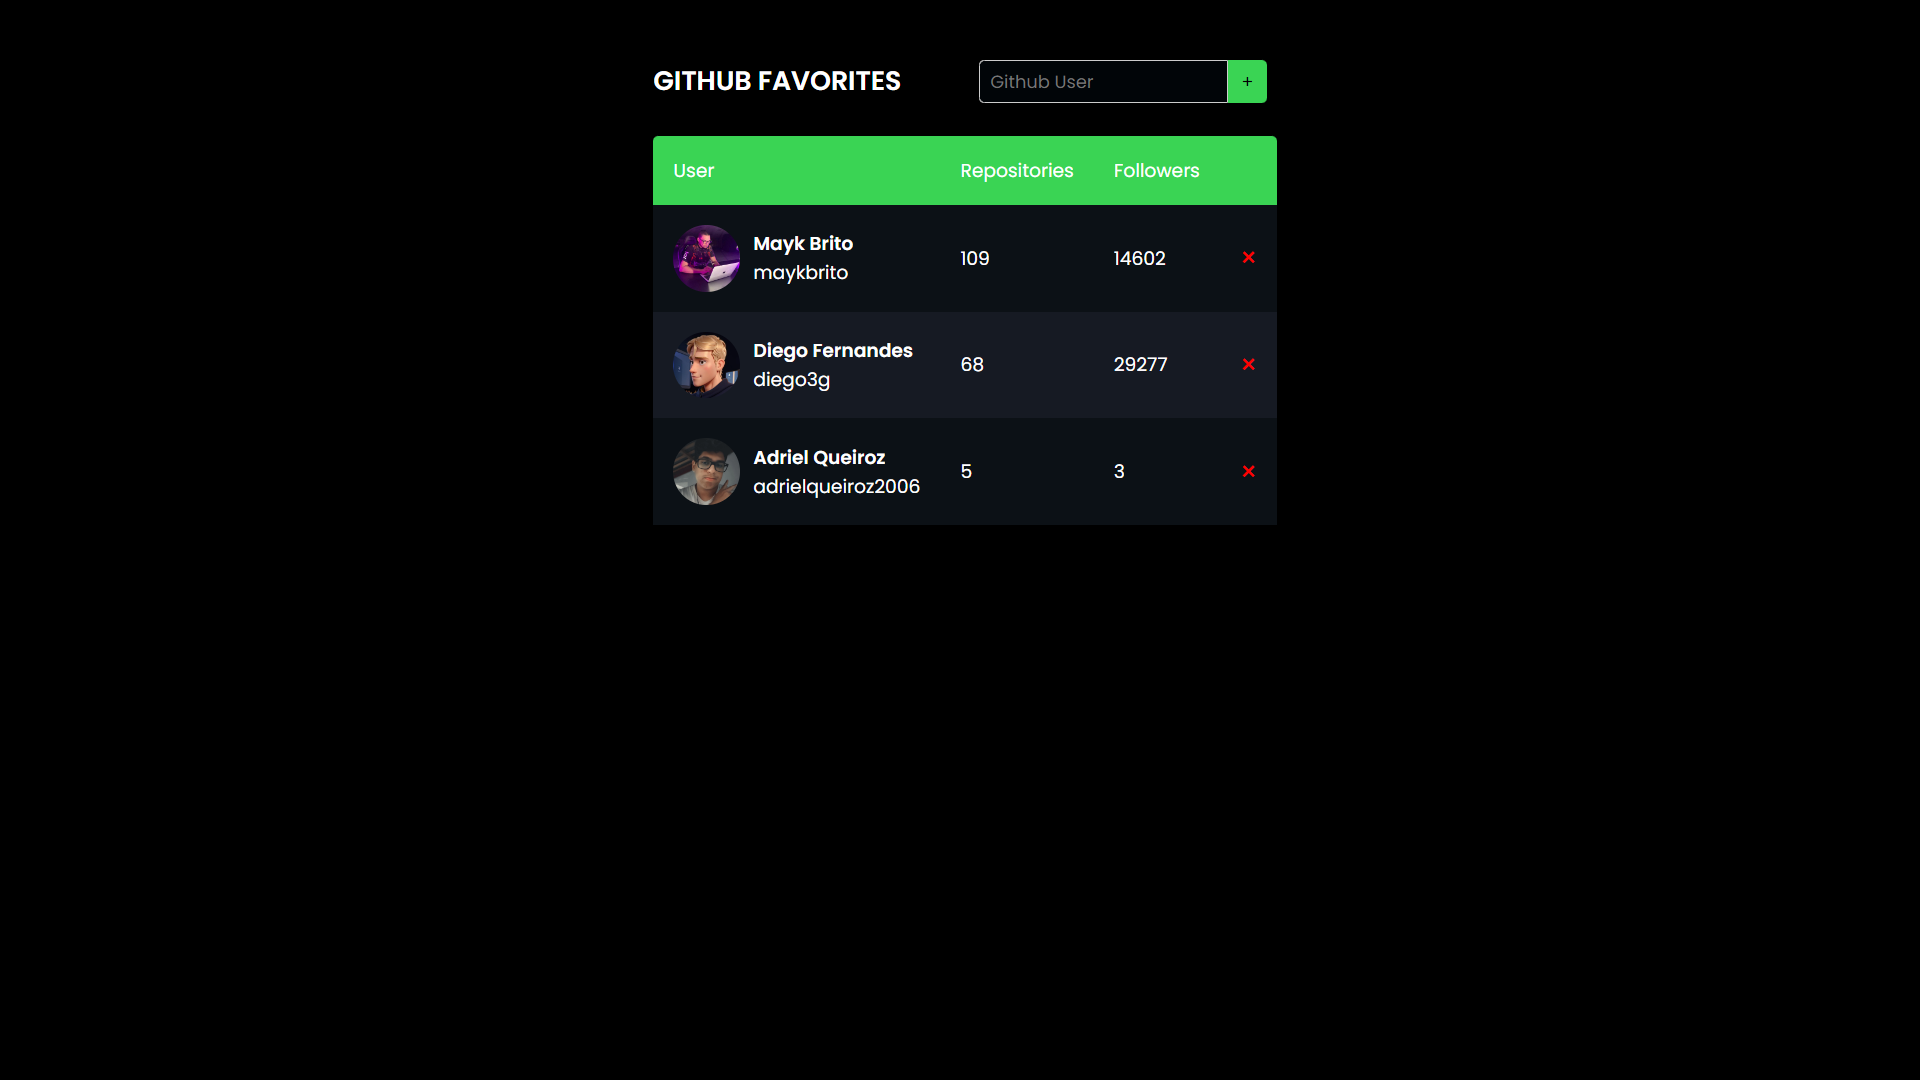 GITHUB FAVORITES
Github User
+
User Repositories Followers
Mayk Brito
maykbrito
109 14602 ×
Diego Fernandes
diego3g
68 29277 ×
Adriel Queiroz
adrielqueiroz2006
5 3 ×